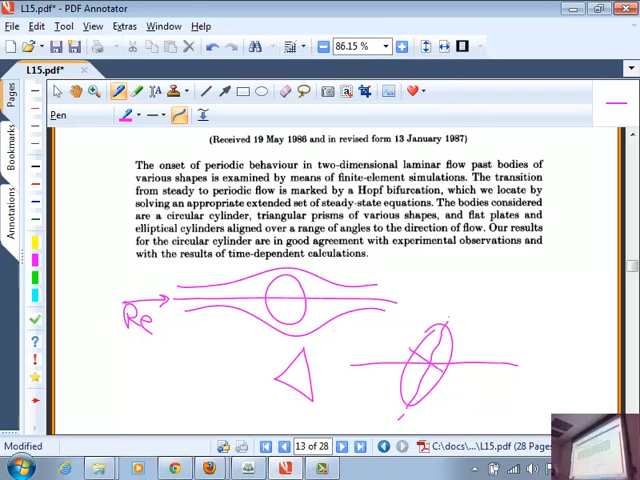 L15.pdf* - PDF Annotator
File Edit Tool View Extras Window Help
86.15 %
L15.pdf*
Pen
Pages
Bookmarks
Annotations
(Received 19 May 1986 and in revised form 13 January 1987)
The onset of periodic behaviour in two-dimensional laminar flow past bodies of
various shapes is examined by means of finite-element simulations. The transition
from steady to periodic flow is marked by a Hopf bifurcation, which we locate by
solving an appropriate extended set of steady-state equations. The bodies considered
are a circular cylinder, triangular prisms of various shapes, and flat plates and
elliptical cylinders aligned over a range of angles to the direction of flow. Our results
for the circular cylinder are in good agreement with experimental observations and
with the results of time-dependent calculations.
Re
Modified
13 of 28
C:\docs...\L15.pdf (28 Pages